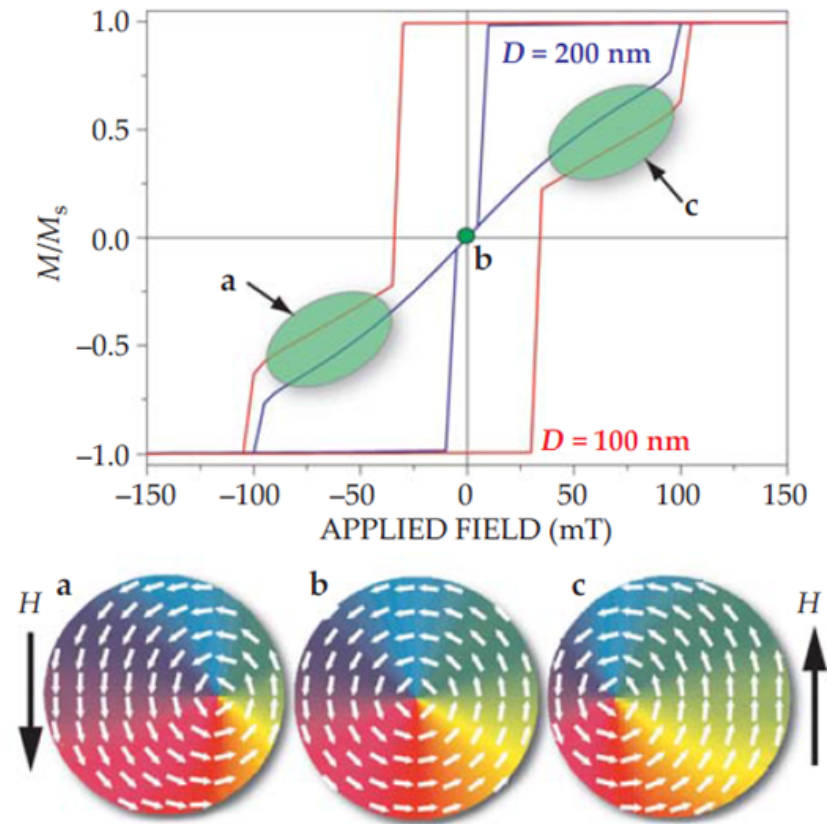 1.0
D = 200 nm
0.5
c
M/Ms
0.0
b
a
−0.5
D = 100 nm
−1.0
−150 −100 −50 0 50 100 150
APPLIED FIELD (mT)
a b c
H H